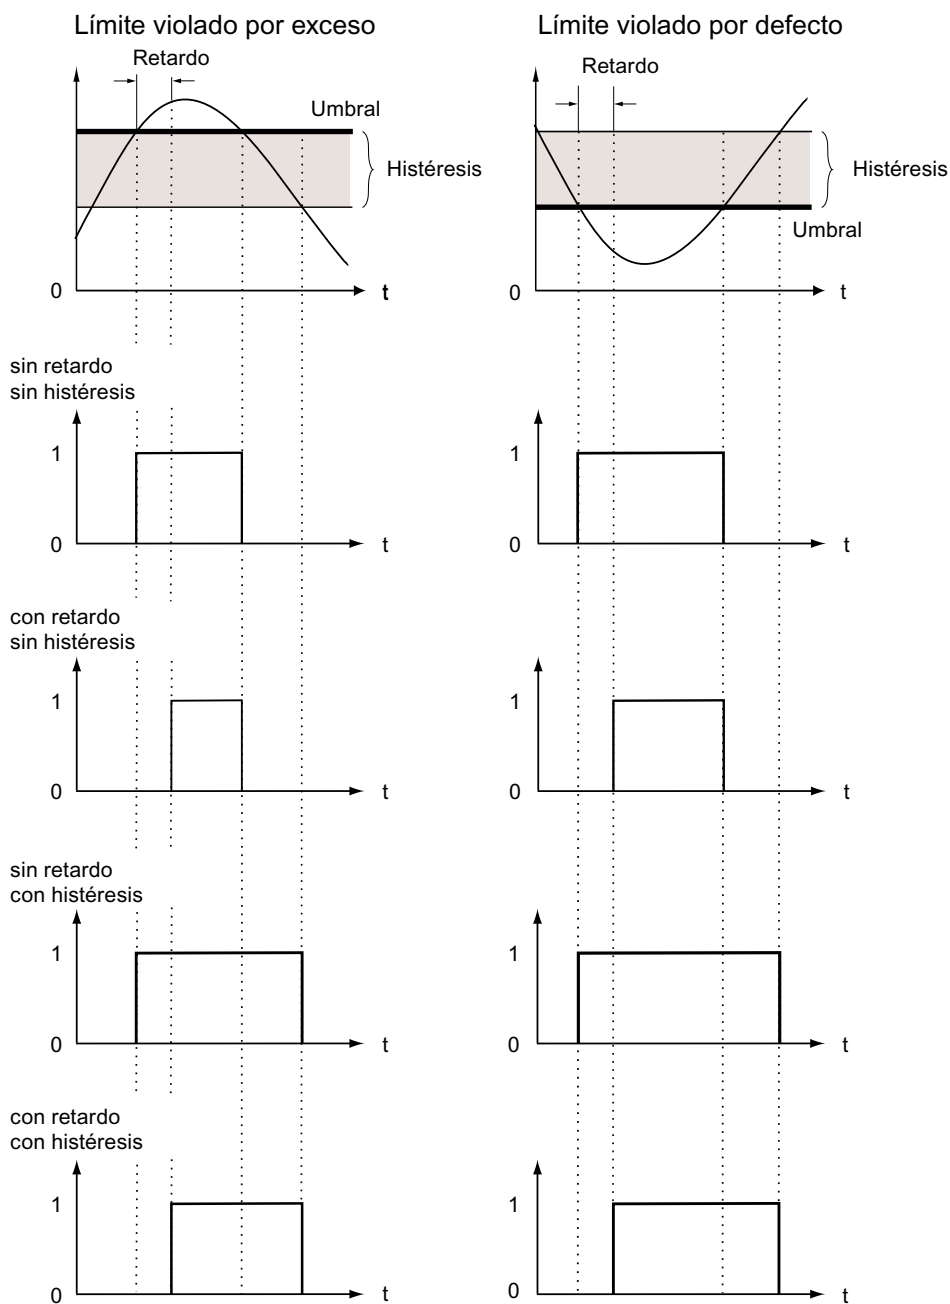 Límite violado por exceso
Retardo
Umbral
Histéresis
0
t
Límite violado por defecto
Retardo
Histéresis
Umbral
0
t
sin retardo
sin histéresis
1
0
t
1
0
t
con retardo
sin histéresis
1
0
t
1
0
t
sin retardo
con histéresis
1
0
t
1
0
t
con retardo
con histéresis
1
0
t
1
0
t